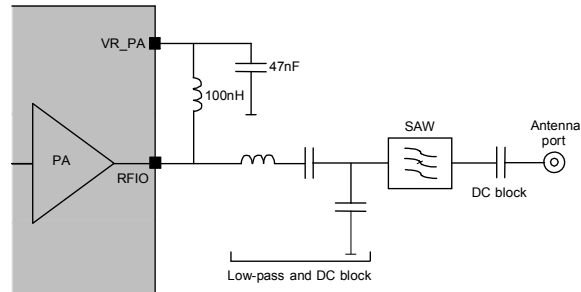 VR_PA
47nF
100nH
SAW
Antenna
port
PA
RFIO
DC block
Low-pass and DC block